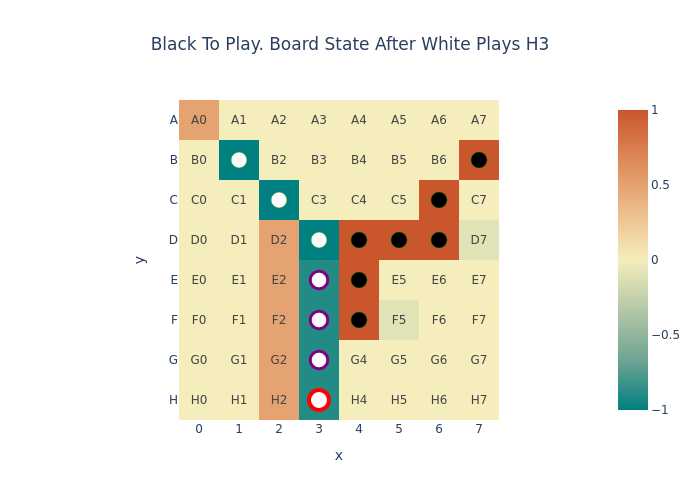 Black To Play. Board State After White Plays H3
A A0 A1 A2 A3 A4 A5 A6 A7
B B0 B2 B3 B4 B5 B6
C C0 C1 C3 C4 C5 C7
D D0 D1 D2 D7
E E0 E1 E2 E5 E6 E7
F F0 F1 F2 F5 F6 F7
G G0 G1 G2 G4 G5 G6 G7
H H0 H1 H2 H4 H5 H6 H7
0 1 2 3 4 5 6 7
x
y
1
0.5
0
−0.5
−1